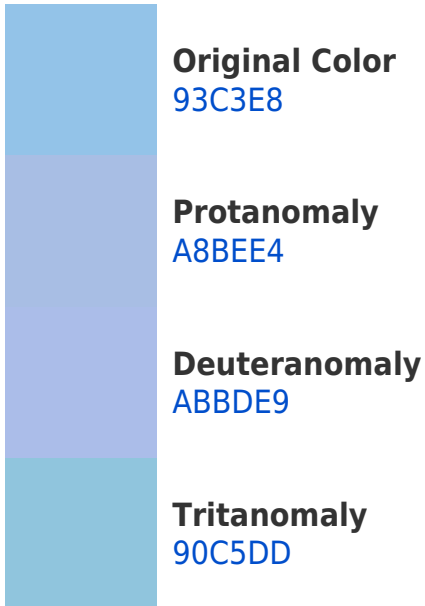 Original Color
93C3E8
Protanomaly
A8BEE4
Deuteranomaly
ABBDE9
Tritanomaly
90C5DD